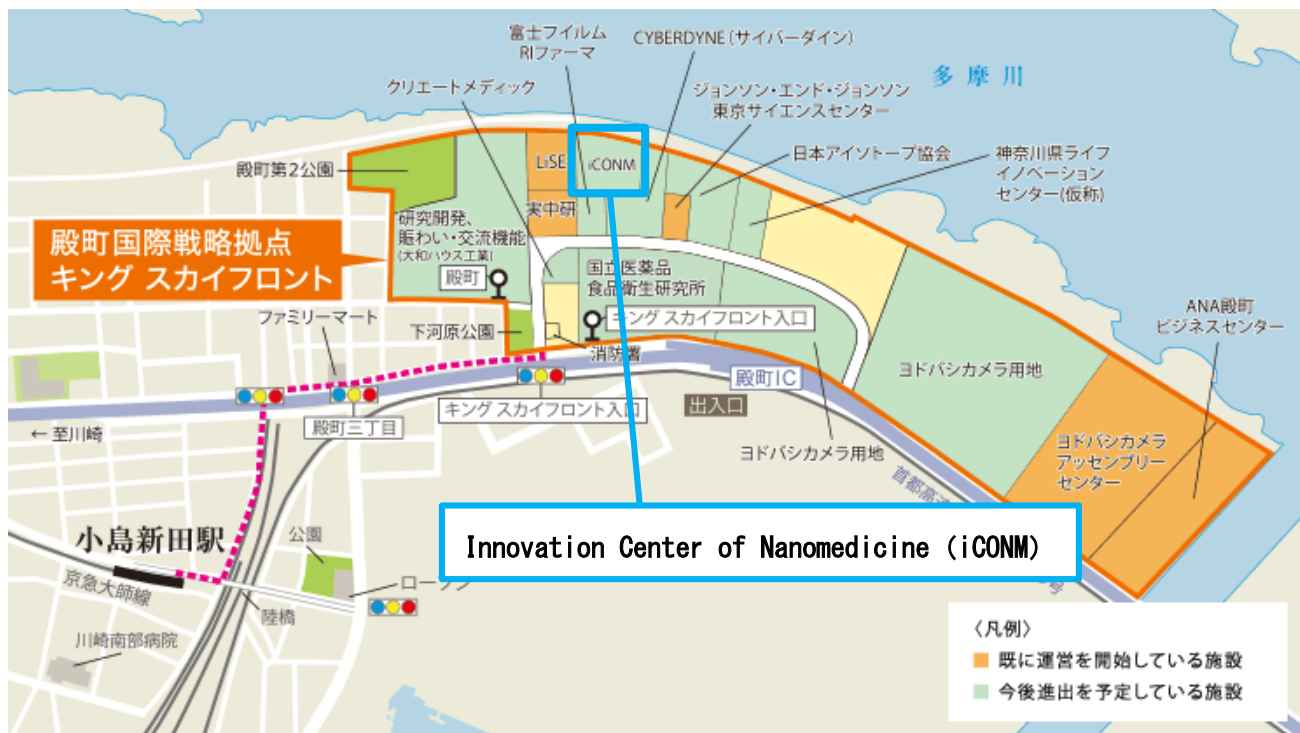 富士フイルム
RIファーマ
CYBERDYNE(サイバーダイン)
多摩川
クリエートメディック
ジョンソン・エンド・ジョンソン
東京サイエンスセンター
殿町第2公園
LiSE
iCONM
日本アイソトープ協会
神奈川県ライフ
イノベーション
センター(仮称)
実中研
研究開発、
賑わい・交流機能
(大和ハウス工業)
殿町国際戦略拠点
キング スカイフロント
殿町
国立医薬品
食品衛生研究所
キング スカイフロント入口
ANA殿町
ビジネスセンター
ファミリーマート
下河原公園
消防署
ヨドバシカメラ用地
殿町IC
出入口
キング スカイフロント入口
殿町三丁目
← 至川崎
ヨドバシカメラ用地
ヨドバシカメラ
アッセンブリー
センター
首都高速
Innovation Center of Nanomedicine (iCONM)
号
小島新田駅
公園
京急大師線
陸橋
川崎南部病院
〈凡例〉
既に運営を開始している施設
今後進出を予定している施設